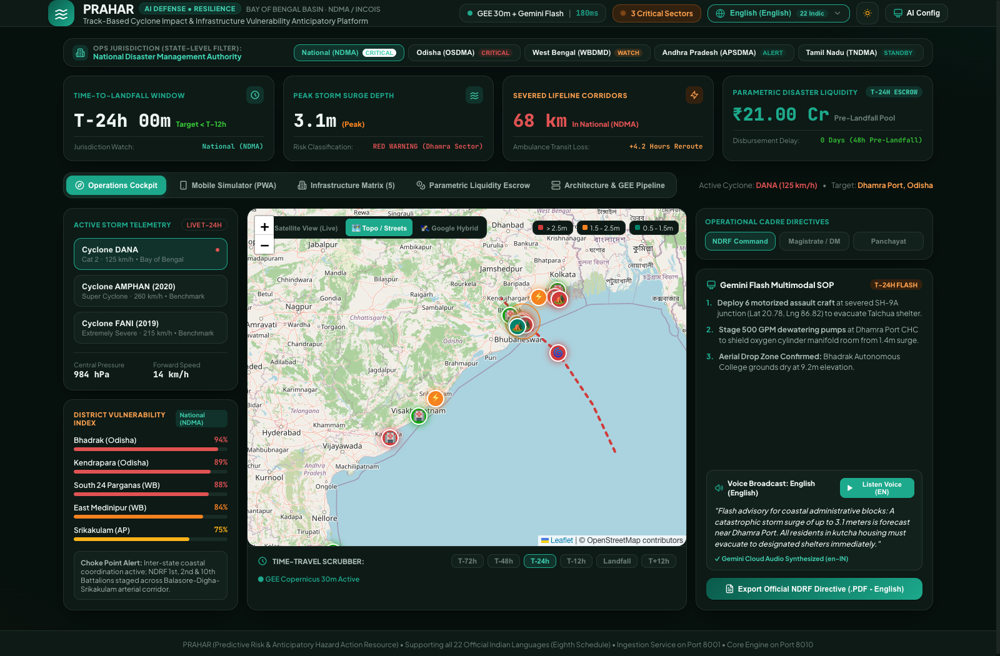 PRAHAR AI DEFENSE • RESILIENCE BAY OF BENGAL BASIN · NDMA / INCOIS
Track-Based Cyclone Impact & Infrastructure Vulnerability Anticipatory Platform
GEE 30m + Gemini Flash | 180ms
3 Critical Sectors
English (English) 22 Indic
AI Config
OPS JURISDICTION (STATE-LEVEL FILTER):
National Disaster Management Authority
National (NDMA) CRITICAL
Odisha (OSDMA) CRITICAL
West Bengal (WBDMD) WATCH
Andhra Pradesh (APSDMA) ALERT
Tamil Nadu (TNDMA) STANDBY
TIME-TO-LANDFALL WINDOW
T-24h 00m Target < T-12h
Jurisdiction Watch: National (NDMA)
PEAK STORM SURGE DEPTH
3.1m (Peak)
Risk Classification: RED WARNING (Dhamra Sector)
SEVERED LIFELINE CORRIDORS
68 km In National (NDMA)
Ambulance Transit Loss: +4.2 Hours Reroute
PARAMETRIC DISASTER LIQUIDITY T-24H ESCROW
₹21.00 Cr Pre-Landfall Pool
Disbursement Delay: 0 Days (48h Pre-Landfall)
Operations Cockpit
Mobile Simulator (PWA)
Infrastructure Matrix (5)
Parametric Liquidity Escrow
Architecture & GEE Pipeline
Active Cyclone: DANA (125 km/h) • Target: Dhamra Port, Odisha
ACTIVE STORM TELEMETRY LIVE T-24H
Cyclone DANA
Cat 2 · 125 km/h • Bay of Bengal
Cyclone AMPHAN (2020)
Super Cyclone · 260 km/h • Benchmark
Cyclone FANI (2019)
Extremely Severe · 215 km/h • Benchmark
Central Pressure
984 hPa
Forward Speed
14 km/h
DISTRICT VULNERABILITY INDEX
National (NDMA)
Bhadrak (Odisha) 94%
Kendrapara (Odisha) 89%
South 24 Parganas (WB) 88%
East Medinipur (WB) 84%
Srikakulam (AP) 75%
Choke Point Alert: Inter-state coastal
coordination active; NDRF 1st, 2nd & 10th
Battalions staged across Balasore-Digha-
Srikakulam arterial corridor.
+
−
Satellite View (Live)
Topo / Streets
Google Hybrid
> 2.5m
1.5 - 2.5m
0.5 - 1.5m
Rewa
Singrauli
West Bengal
টাঙ্গাইল
Dhanbad
Krishnanagar
বাংলাদেশ
Jabalpur
Ambikapur
Purulia
Bankura
যশোর
কুমিল্লা
madapuram
Bhatpara
খুলনা বিভাগ
নোয়াখালী
Jamshedpur
Mandla
Kolkata
Chhindwara
Bilaspur
Rourkela
Baripada
পটুয়াখালী
চট্টগ্রাম বিভাগ
Betul
Raigarh
Kendujhargarh
কক্সবাজার
Nagpur
Sambalpur
Amravati
Wardha
Gondia
Torgaon
Chhattisgarh
avatmal
Chandrapur
Odisha
Bhubaneswar
Puri
Adilabad
Brahmapur
nded
Jagdalpur
Karimnagar
Bidar
Telangana
Visakhapatnam
Khammam
Hyderabad
Vijayawada
Mahbubnagar
Machilipatnam
chur
Andhra
Pradesh
Kurnool
Ongole
nantapur
Kadapa
Nellore
Tirupati
Leaflet | © OpenStreetMap contributors
TIME-TRAVEL SCRUBBER:
T-72h
T-48h
T-24h
T-12h
Landfall
T+12h
GEE Copernicus 30m Active
OPERATIONAL CADRE DIRECTIVES
NDRF Command
Magistrate / DM
Panchayat
Gemini Flash Multimodal SOP T-24H FLASH
1. Deploy 6 motorized assault craft at severed SH-9A
junction (Lat 20.78, Lng 86.82) to evacuate Talchua shelter.
2. Stage 500 GPM dewatering pumps at Dhamra Port CHC
to shield oxygen cylinder manifold room from 1.4m surge.
3. Aerial Drop Zone Confirmed: Bhadrak Autonomous
College grounds dry at 9.2m elevation.
Voice Broadcast: English
(English)
Listen Voice
(EN)
"Flash advisory for coastal administrative blocks: A
catastrophic storm surge of up to 3.1 meters is forecast
near Dhamra Port. All residents in kutcha housing must
evacuate to designated shelters immediately."
✓ Gemini Cloud Audio Synthesized (en-IN)
Export Official NDRF Directive (.PDF - English)
PRAHAR (Predictive Risk & Anticipatory Hazard Action Resource) • Supporting all 22 Official Indian Languages (Eighth Schedule) • Ingestion Service on Port 8001 • Core Engine on Port 8010